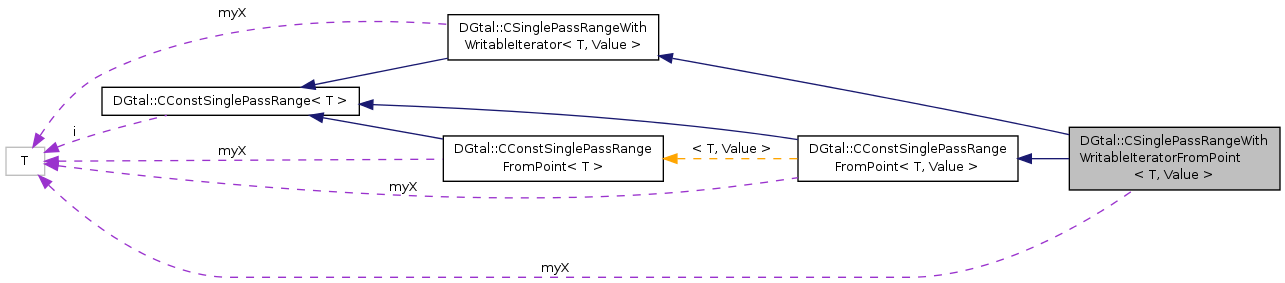 myX
DGtal::CSinglePassRangeWith
WritableIterator< T, Value >
DGtal::CConstSinglePassRange< T >
i
T
myX
DGtal::CConstSinglePassRange
FromPoint< T >
< T, Value >
DGtal::CConstSinglePassRange
FromPoint< T, Value >
DGtal::CSinglePassRangeWith
WritableIteratorFromPoint
< T, Value >
myX
myX